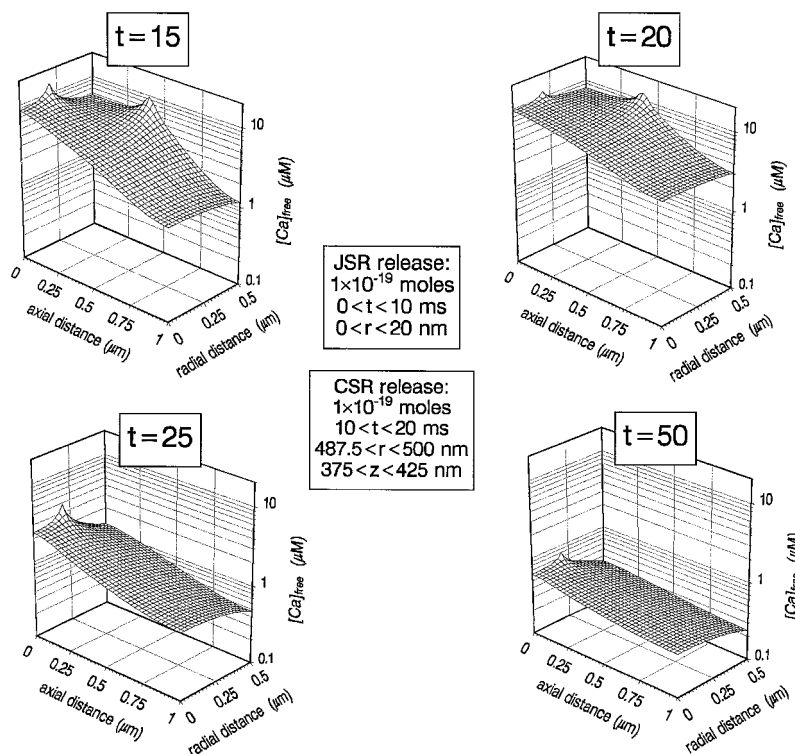 t=15
10
1
0.1
[Ca]free (μM)
0
0.25
0.5
0.75
1
axial distance (μm)
0
0.25
0.5
radial distance (μm)
t=20
10
1
0.1
[Ca]free (μM)
0
0.25
0.5
0.75
1
axial distance (μm)
0
0.25
0.5
radial distance (μm)
JSR release:
1×10⁻¹⁹ moles
0<t<10 ms
0<r<20 nm
CSR release:
1×10⁻¹⁹ moles
10<t<20 ms
487.5<r<500 nm
375<z<425 nm
t=25
10
1
0.1
[Ca]free (μM)
0
0.25
0.5
0.75
1
axial distance (μm)
0
0.25
0.5
radial distance (μm)
t=50
10
1
0.1
[Ca]free (μM)
0
0.25
0.5
0.75
1
axial distance (μm)
0
0.25
0.5
radial distance (μm)